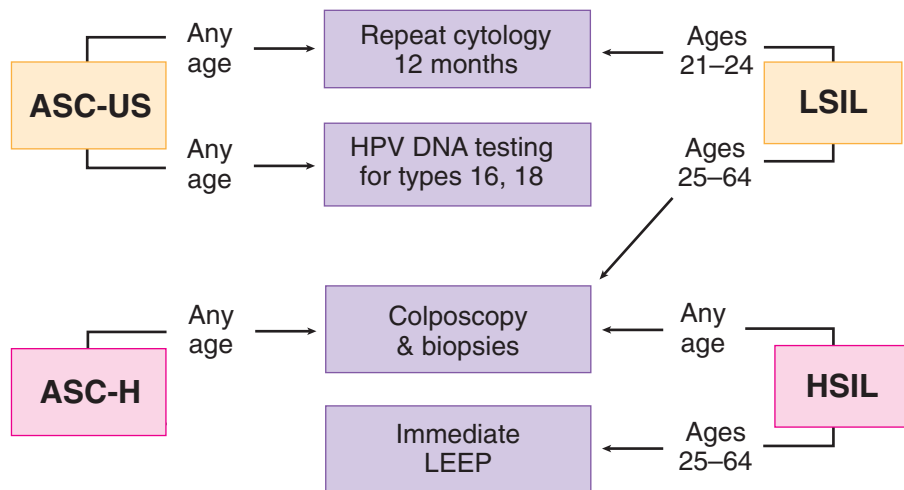 Any
age
Repeat cytology
12 months
Ages
21–24
ASC-US
LSIL
Any
age
HPV DNA testing
for types 16, 18
Ages
25–64
Any
age
Colposcopy
& biopsies
Any
age
ASC-H
HSIL
Immediate
LEEP
Ages
25–64